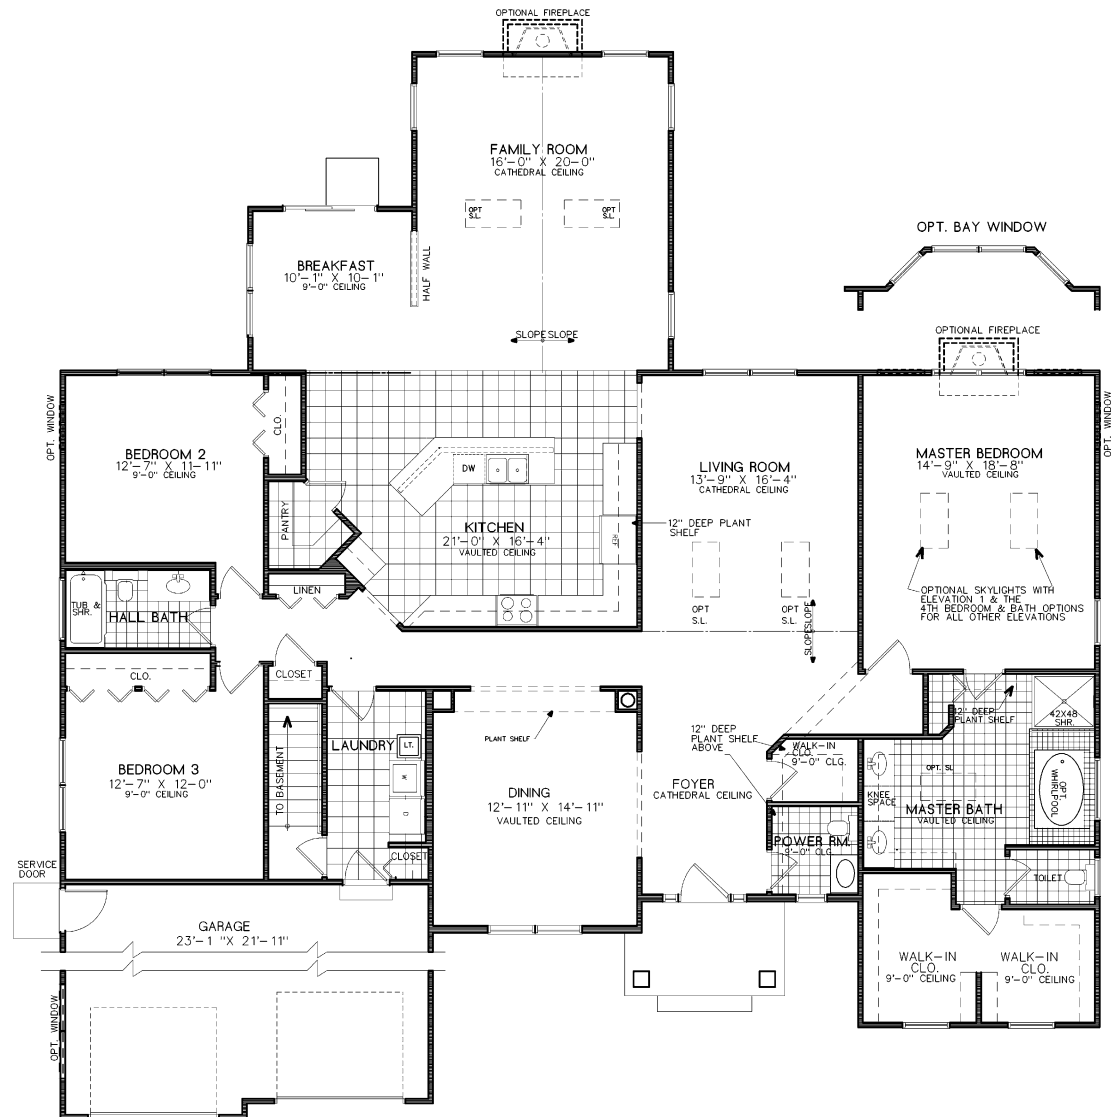 OPTIONAL FIREPLACE
FAMILY ROOM
16'-0" X 20-0"
CATHEDRAL CEILING
OPT
S.L.
OPT
S.L.
OPT. BAY WINDOW
BREAKFAST
10'-1" X 10-1"
9'-0" CEILING
HALF WALL
SLOPE SLOPE
OPTIONAL FIREPLACE
OPT. WINDOW
CLO.
BEDROOM 2
12'-7" X 11-11"
9'-0" CEILING
DW
LIVING ROOM
13'-9" X 16'-4"
CATHEDRAL CEILING
MASTER BEDROOM
14'-9" X 18'-8"
VAULTED CEILING
OPT. WINDOW
PANTRY
KITCHEN
21'-0" X 16'-4"
VAULTED CEILING
12" DEEP PLANT
SHELF
REF
LINEN
TUB &
SHR.
HALL BATH
OPT
S.L.
OPT
S.L.
SLOPE SLOPE
OPTIONAL SKYLIGHTS WITH
ELEVATION 1 & THE
4TH BEDROOM & BATH OPTIONS
FOR ALL OTHER ELEVATIONS
CLO.
CLOSET
12" DEEP
PLANT SHELF
42X48
SHR.
LAUNDRY
LT.
W
D
PLANT SHELF
12" DEEP
PLANT SHELF
ABOVE
WALK-IN
CLO.
9'-0" CLG.
BEDROOM 3
12'-7" X 12'-0"
9'-0" CEILING
TO BASEMENT
DINING
12'-11" X 14'-11"
VAULTED CEILING
FOYER
CATHEDRAL CEILING
OPT. SL
KNEE
SPACE
MASTER BATH
VAULTED CEILING
OPT.
WHIRLPOOL
POWER RM.
9'-0" CLG
CLOSET
SERVICE
DOOR
TOILET
GARAGE
23'-1 "X 21'-11"
WALK-IN
CLO.
9'-0" CEILING
WALK-IN
CLO.
9'-0" CEILING
OPT. WINDOW